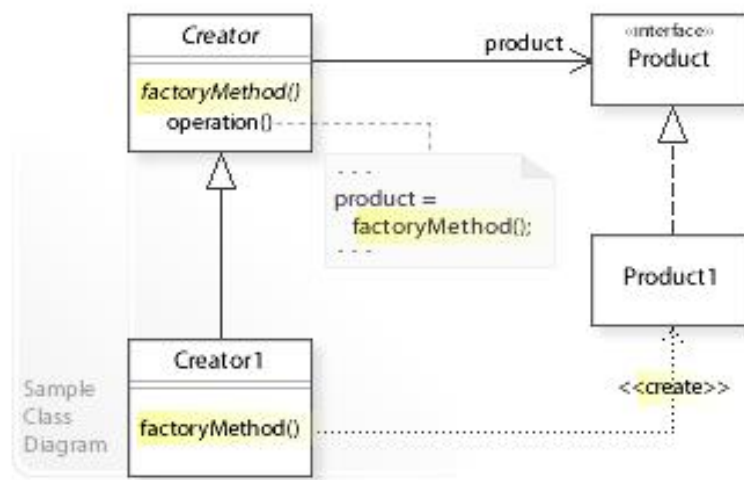 Creator
factoryMethod()
operation()
product
«interface»
Product
. . .
product =
factoryMethod();
. . .
Product1
Creator1
factoryMethod()
<<create>>
Sample
Class
Diagram